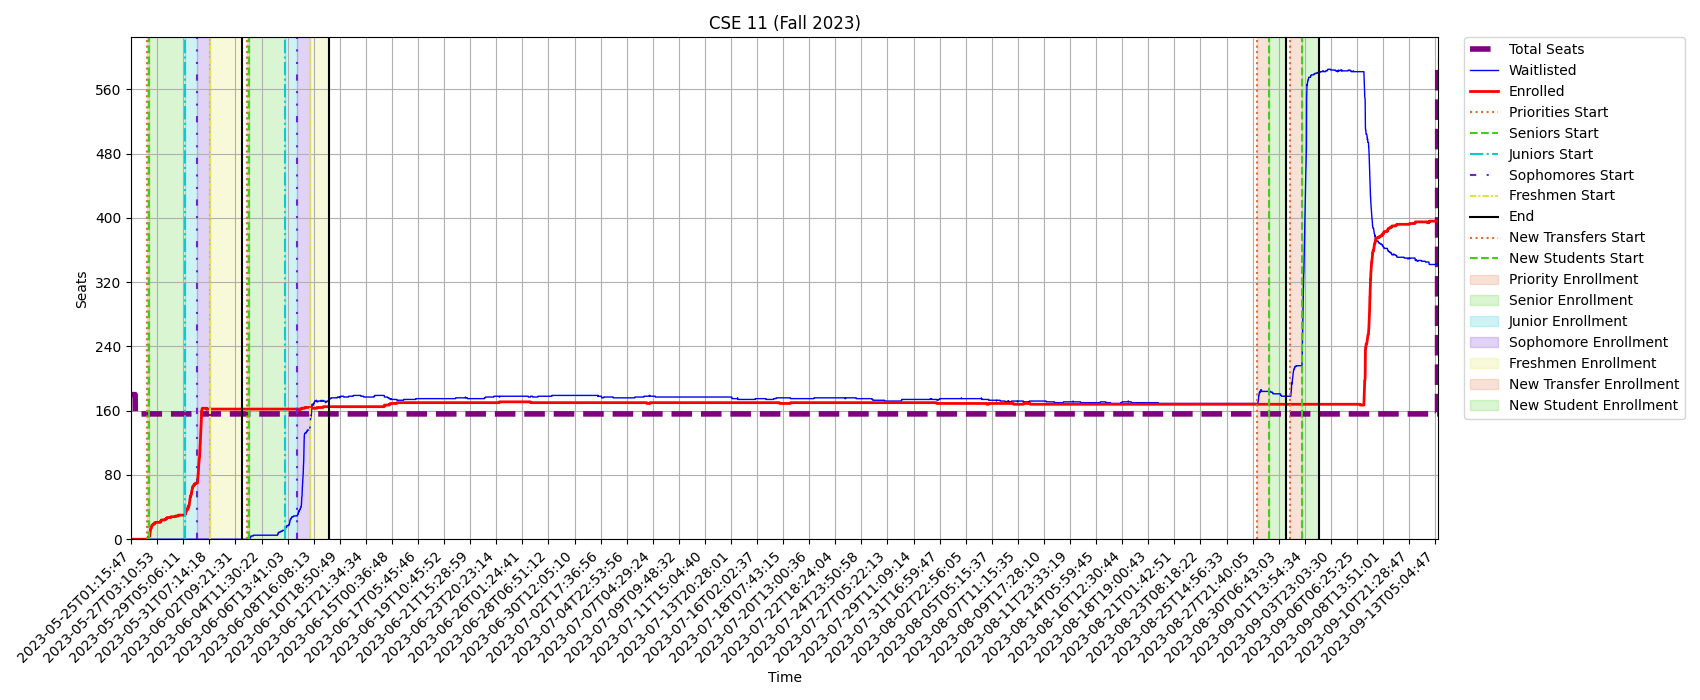 CSE 11 (Fall 2023)
Seats
560
480
400
320
240
160
80
0
2023-05-25T01:15:47
2023-05-27T03:10:53
2023-05-29T05:06:11
2023-05-31T07:14:18
2023-06-02T09:21:31
2023-06-04T11:30:22
2023-06-06T13:41:03
2023-06-08T16:08:13
2023-06-10T18:50:49
2023-06-12T21:34:34
2023-06-15T00:36:48
2023-06-17T05:45:46
2023-06-19T10:45:52
2023-06-21T15:28:59
2023-06-23T20:23:14
2023-06-26T01:24:41
2023-06-28T06:51:12
2023-06-30T12:05:10
2023-07-02T17:36:56
2023-07-04T22:53:56
2023-07-07T04:29:24
2023-07-09T09:48:32
2023-07-11T15:04:40
2023-07-13T20:28:01
2023-07-16T02:02:37
2023-07-18T07:43:15
2023-07-20T13:00:36
2023-07-22T18:24:04
2023-07-24T23:50:58
2023-07-27T05:22:13
2023-07-29T11:09:14
2023-07-31T16:59:47
2023-08-02T22:56:05
2023-08-05T05:15:37
2023-08-07T11:15:35
2023-08-09T17:28:10
2023-08-11T23:33:19
2023-08-14T05:59:45
2023-08-16T12:30:44
2023-08-18T19:00:43
2023-08-21T01:42:51
2023-08-23T08:18:22
2023-08-25T14:56:33
2023-08-27T21:40:05
2023-08-30T06:43:03
2023-09-01T13:54:34
2023-09-03T23:03:30
2023-09-06T06:25:25
2023-09-08T13:51:01
2023-09-10T21:28:47
2023-09-13T05:04:47
Time
Total Seats
Waitlisted
Enrolled
Priorities Start
Seniors Start
Juniors Start
Sophomores Start
Freshmen Start
End
New Transfers Start
New Students Start
Priority Enrollment
Senior Enrollment
Junior Enrollment
Sophomore Enrollment
Freshmen Enrollment
New Transfer Enrollment
New Student Enrollment